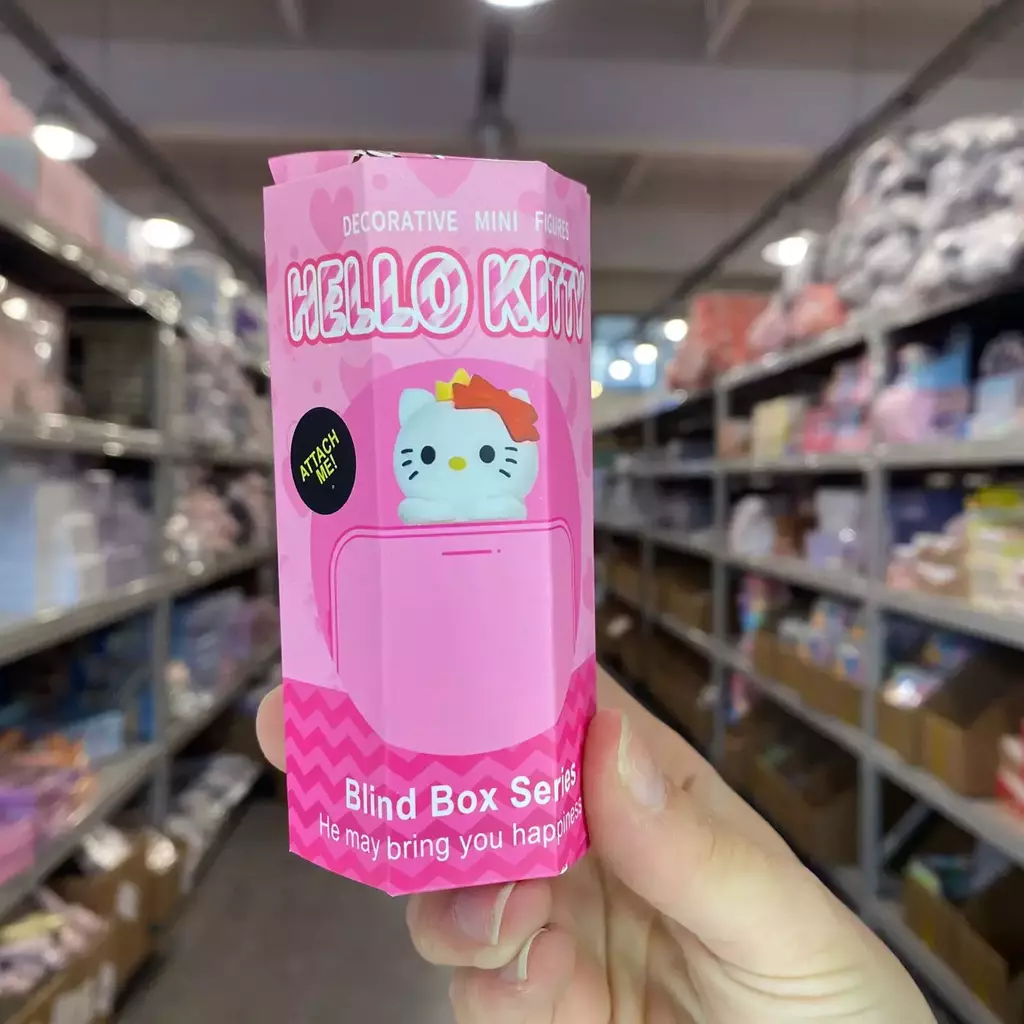 DECORATIVE MINI FIGURES
HELLO KITTY
ATTACH
ME!
Blind Box Series
He may bring you happiness